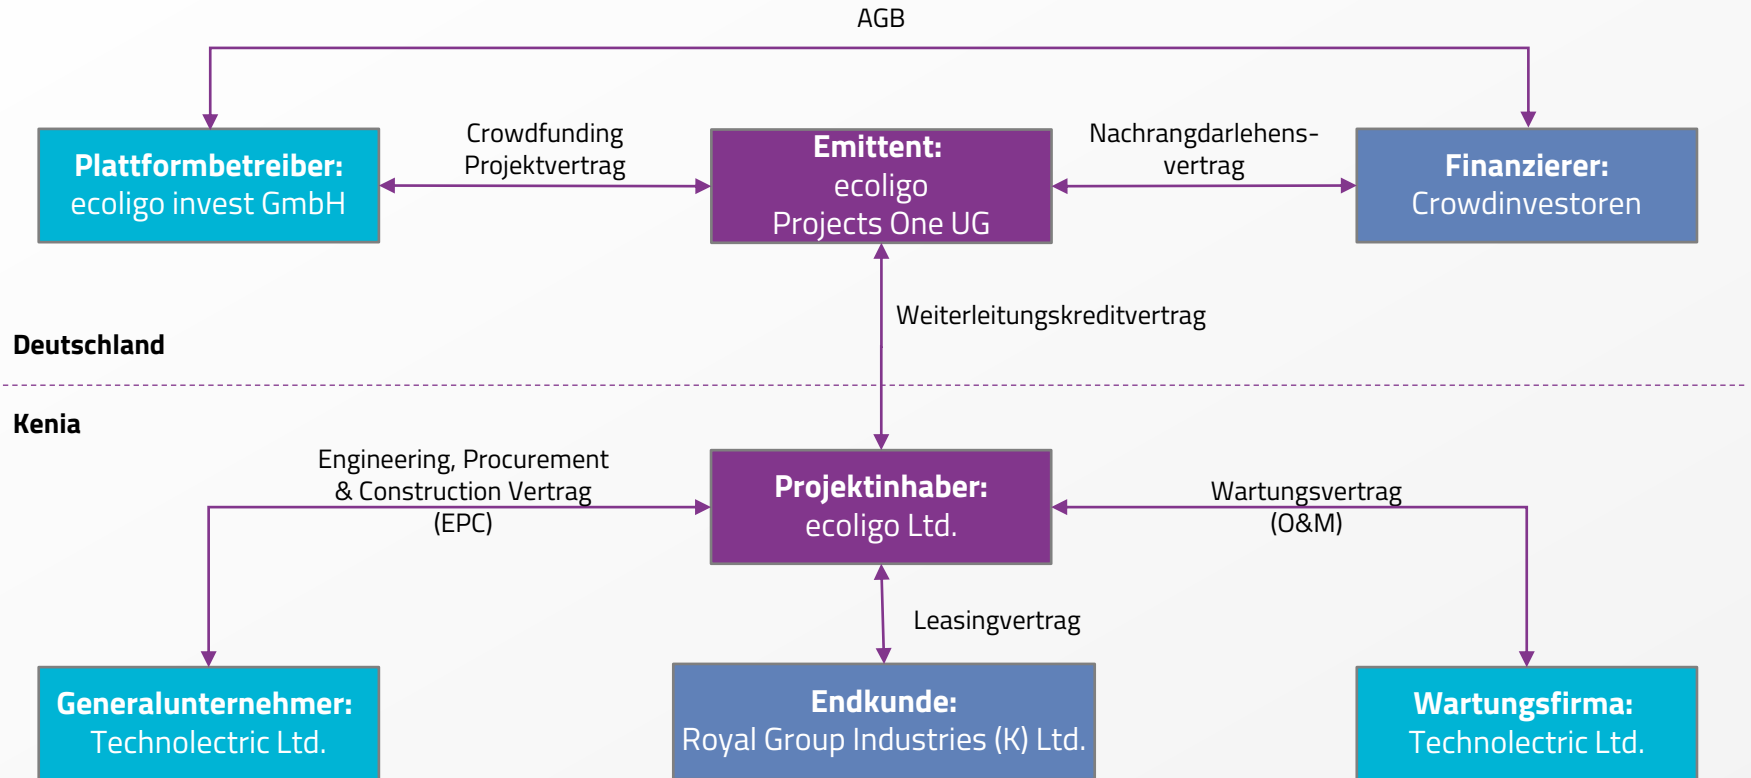 AGB
Plattformbetreiber:
ecoligo invest GmbH
Crowdfunding
Projektvertrag
Emittent:
ecoligo
Projects One UG
Nachrangdarlehens-
vertrag
Finanzierer:
Crowdinvestoren
Weiterleitungskreditvertrag
Deutschland
Kenia
Engineering, Procurement
& Construction Vertrag
(EPC)
Projektinhaber:
ecoligo Ltd.
Wartungsvertrag
(O&M)
Leasingvertrag
Generalunternehmer:
Technolectric Ltd.
Endkunde:
Royal Group Industries (K) Ltd.
Wartungsfirma:
Technolectric Ltd.